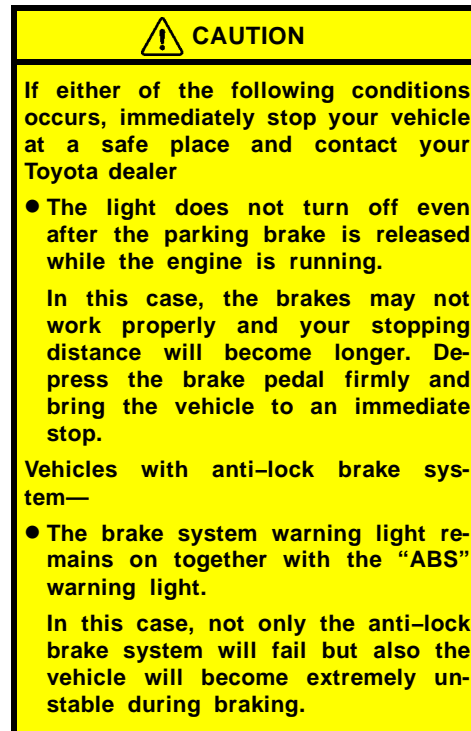 CAUTION
If either of the following conditions
occurs, immediately stop your vehicle
at a safe place and contact your
Toyota dealer
● The light does not turn off even
after the parking brake is released
while the engine is running.
In this case, the brakes may not
work properly and your stopping
distance will become longer. De-
press the brake pedal firmly and
bring the vehicle to an immediate
stop.
Vehicles with anti–lock brake sys-
tem—
● The brake system warning light re-
mains on together with the “ABS”
warning light.
In this case, not only the anti–lock
brake system will fail but also the
vehicle will become extremely un-
stable during braking.